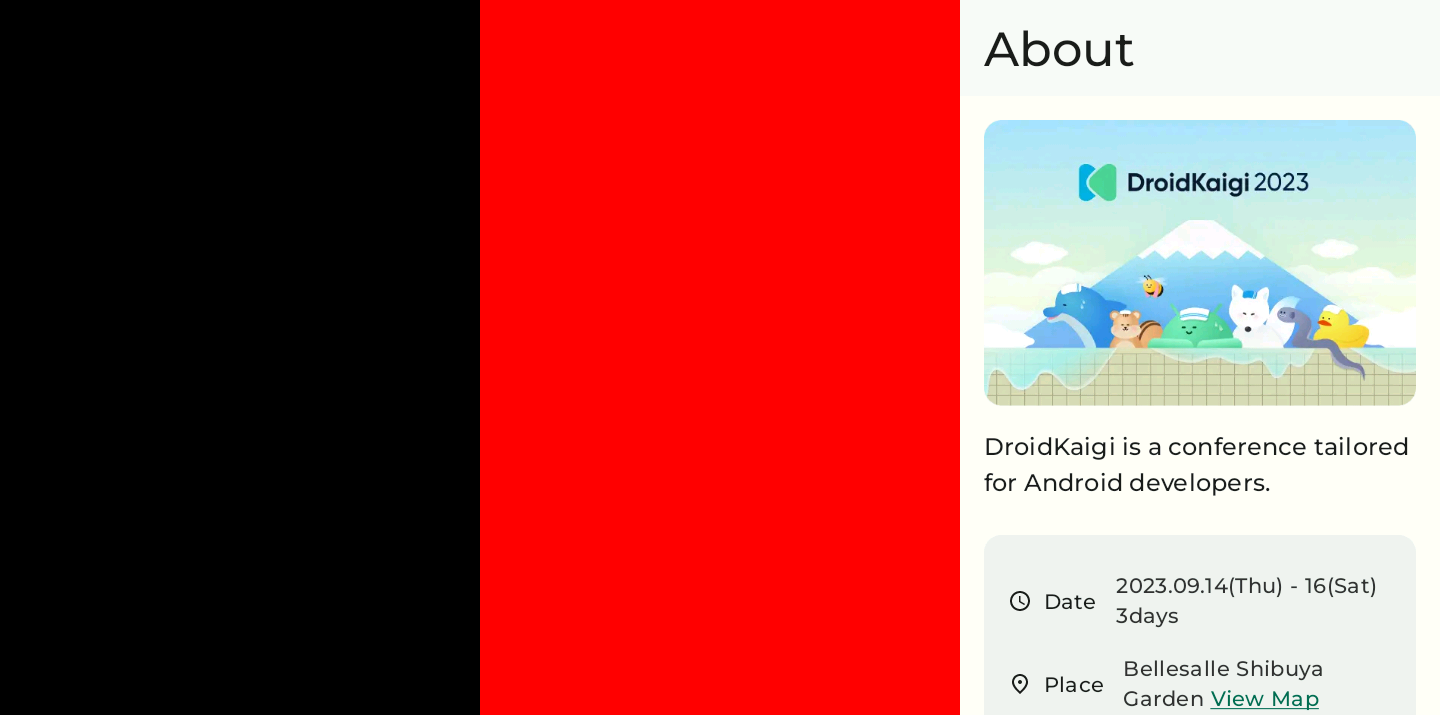 About
DroidKaigi 2023
DroidKaigi is a conference tailored
for Android developers.
Date
2023.09.14(Thu) - 16(Sat)
3days
Place
Bellesalle Shibuya
Garden View Map